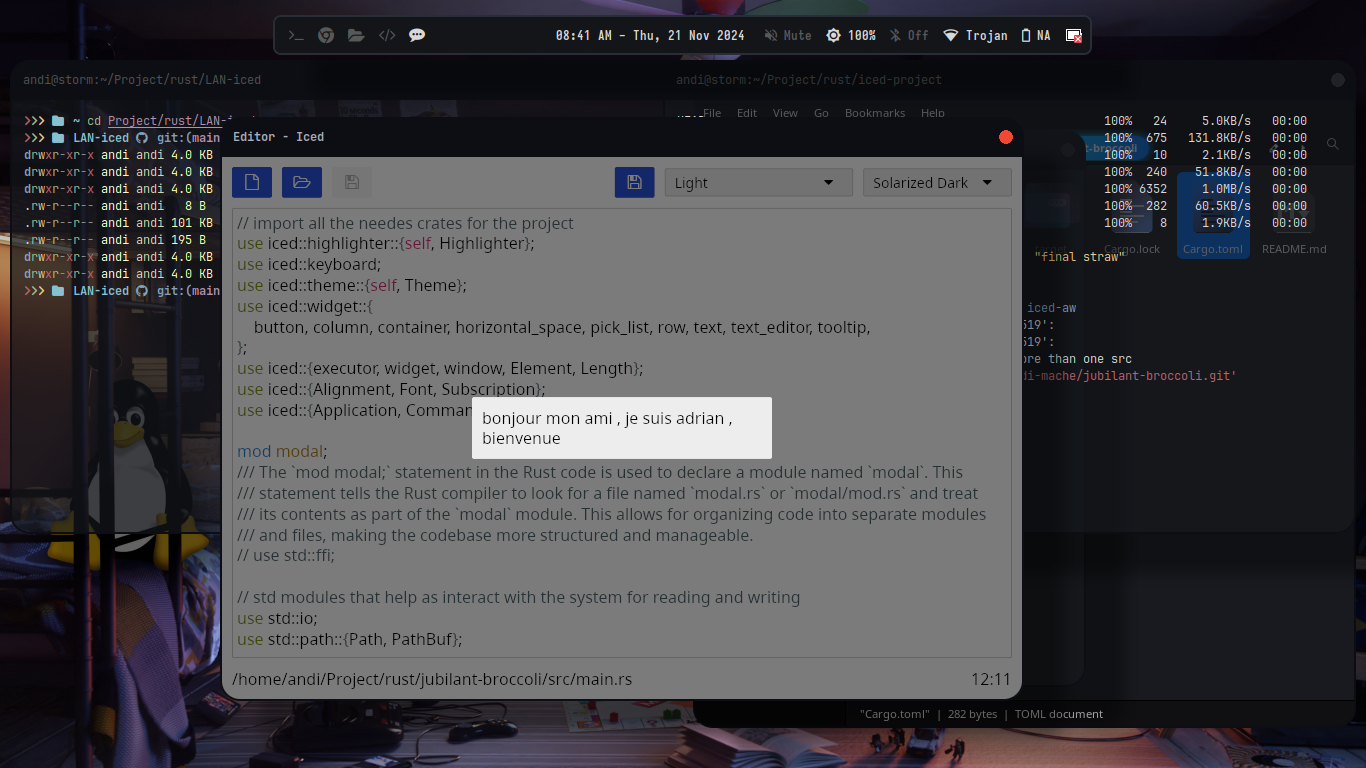 08:41 AM - Thu, 21 Nov 2024
Mute
100%
Off
Trojan
NA
andi@storm:~/Project/rust/LAN-iced
andi@storm:~/Project/rust/iced-project
File Edit View Go Bookmarks Help
>>> ~ cd Project/rust/LAN-i
>>> LAN-iced git:(main
drwxr-xr-x andi andi 4.0 KB
drwxr-xr-x andi andi 4.0 KB
drwxr-xr-x andi andi 4.0 KB
.rw-r--r-- andi andi 8 B
.rw-r--r-- andi andi 101 KB
.rw-r--r-- andi andi 195 B
drwxr-xr-x andi andi 4.0 KB
drwxr-xr-x andi andi 4.0 KB
>>> LAN-iced git:(main
Editor - Iced
Light
Solarized Dark
// import all the needes crates for the project
use iced::highlighter::{self, Highlighter};
use iced::keyboard;
use iced::theme::{self, Theme};
use iced::widget::{
button, column, container, horizontal_space, pick_list, row, text, text_editor, tooltip,
};
use iced::{executor, widget, window, Element, Length};
use iced::{Alignment, Font, Subscription};
use iced::{Application, Comman
bonjour mon ami , je suis adrian ,
bienvenue
mod modal;
/// The `mod modal;` statement in the Rust code is used to declare a module named `modal`. This
/// statement tells the Rust compiler to look for a file named `modal.rs` or `modal/mod.rs` and treat
/// its contents as part of the `modal` module. This allows for organizing code into separate modules
/// and files, making the codebase more structured and manageable.
// use std::ffi;
// std modules that help as interact with the system for reading and writing
use std::io;
use std::path::{Path, PathBuf};
/home/andi/Project/rust/jubilant-broccoli/src/main.rs
12:11
100% 24 5.0KB/s 00:00
100% 675 131.8KB/s 00:00
100% 10 2.1KB/s 00:00
100% 240 51.8KB/s 00:00
100% 6352 1.0MB/s 00:00
100% 282 60.5KB/s 00:00
100% 8 1.9KB/s 00:00
t-broccoli
Cargo.lock
Cargo.toml
README.md
"final straw"
iced-aw
519':
519':
ore than one src
di-mache/jubilant-broccoli.git'
"Cargo.toml" | 282 bytes | TOML document